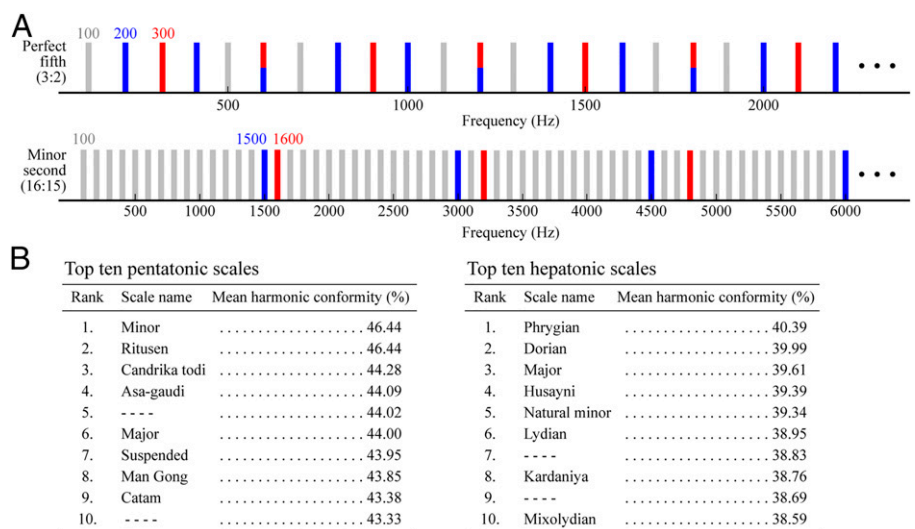 A
100 200 300
Perfect
fifth
(3:2)
500 1000 1500 2000
Frequency (Hz)
100 1500 1600
Minor
second
(16:15)
500 1000 1500 2000 2500 3000 3500 4000 4500 5000 5500 6000
Frequency (Hz)
B
Top ten pentatonic scales
Rank Scale name Mean harmonic conformity (%)
1. Minor . . . . . . . . . . . . . . . . . . . . . 46.44
2. Ritusen . . . . . . . . . . . . . . . . . . . . . 46.44
3. Candrika todi . . . . . . . . . . . . . . . . . . . . . 44.28
4. Asa-gaudi . . . . . . . . . . . . . . . . . . . . . 44.09
5. - - - - . . . . . . . . . . . . . . . . . . . . . 44.02
6. Major . . . . . . . . . . . . . . . . . . . . . 44.00
7. Suspended . . . . . . . . . . . . . . . . . . . . . 43.95
8. Man Gong . . . . . . . . . . . . . . . . . . . . . 43.85
9. Catam . . . . . . . . . . . . . . . . . . . . . 43.38
10. - - - - . . . . . . . . . . . . . . . . . . . . . 43.33
Top ten hepatonic scales
Rank Scale name Mean harmonic conformity (%)
1. Phrygian . . . . . . . . . . . . . . . . . . . . . 40.39
2. Dorian . . . . . . . . . . . . . . . . . . . . . 39.99
3. Major . . . . . . . . . . . . . . . . . . . . . 39.61
4. Husayni . . . . . . . . . . . . . . . . . . . . . 39.39
5. Natural minor . . . . . . . . . . . . . . . . . . . . . 39.34
6. Lydian . . . . . . . . . . . . . . . . . . . . . 38.95
7. - - - - . . . . . . . . . . . . . . . . . . . . . 38.83
8. Kardaniya . . . . . . . . . . . . . . . . . . . . . 38.76
9. - - - - . . . . . . . . . . . . . . . . . . . . . 38.69
10. Mixolydian . . . . . . . . . . . . . . . . . . . . . 38.59